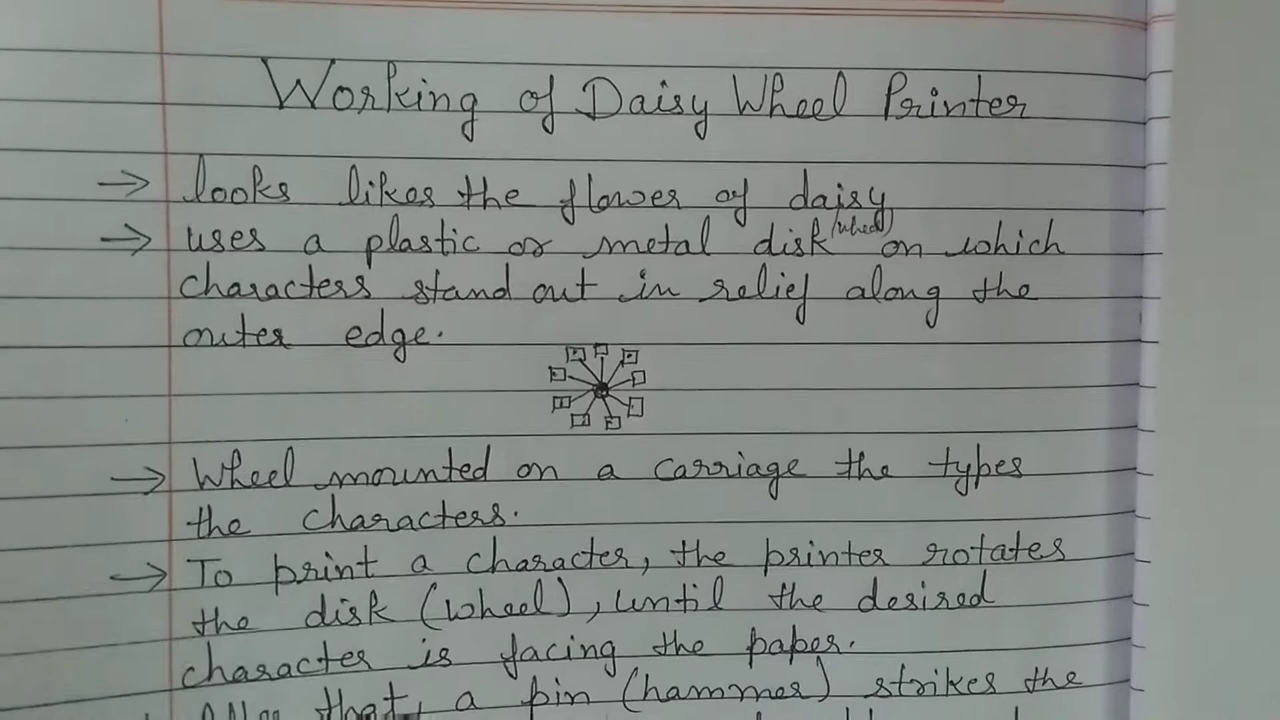 Working of Daisy Wheel Printer
→ looks likes the flower of daisy
→ uses a plastic or metal disk (wheel) on which
characters stand out in relief along the
outer edge.
→ Wheel mounted on a carriage the types
the characters.
→ To print a character, the printer rotates
the disk (wheel), until the desired
character is facing the paper.
that, a pin (hammer) strikes the